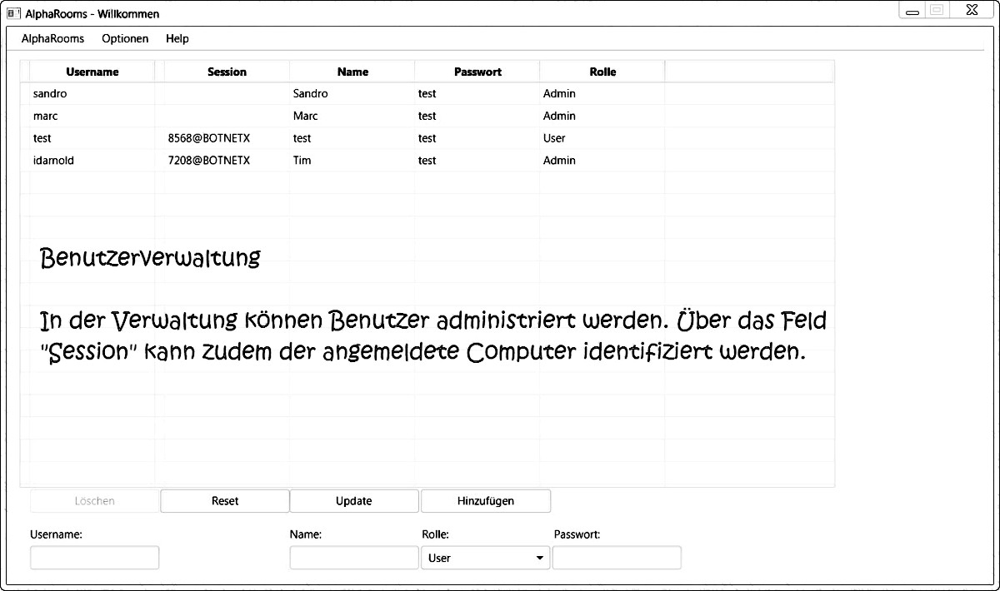 AlphaRooms - Willkommen
AlphaRooms Optionen Help
Username Session Name Passwort Rolle
sandro Sandro test Admin
marc Marc test Admin
test 8568@BOTNETX test test User
idarnold 7208@BOTNETX Tim test Admin
Benutzerverwaltung
In der Verwaltung können Benutzer administriert werden. Über das Feld
"Session" kann zudem der angemeldete Computer identifiziert werden.
Löschen Reset Update Hinzufügen
Username: Name: Rolle: Passwort:
User